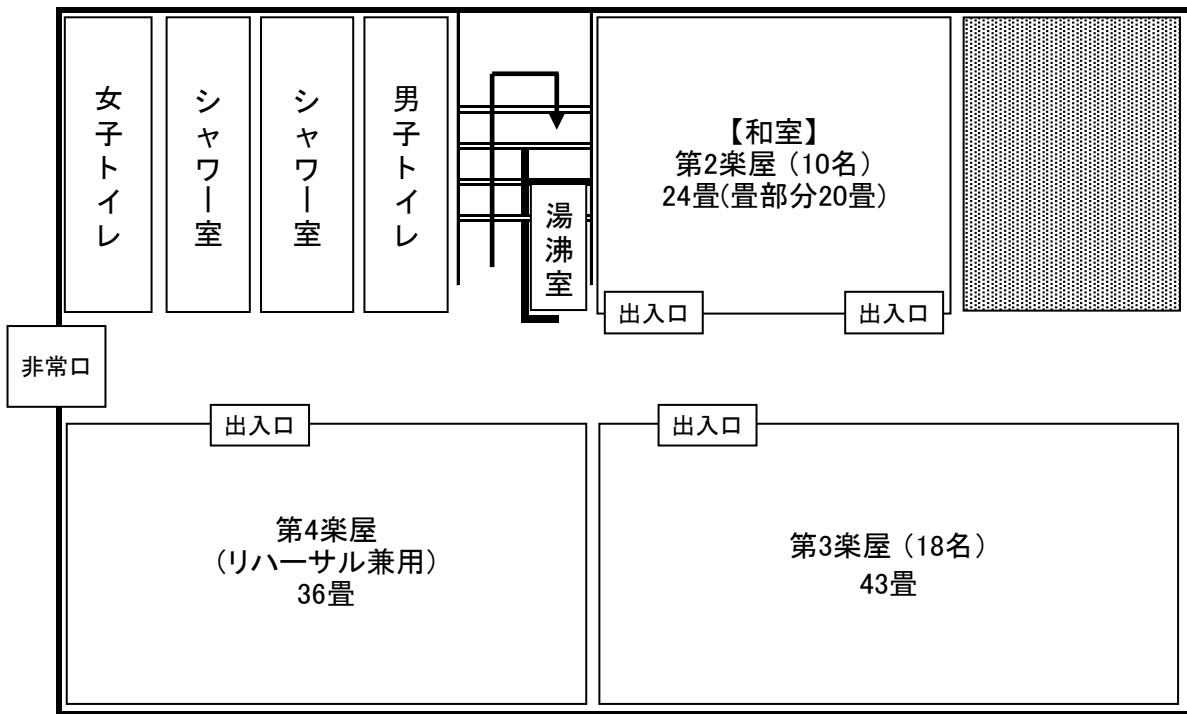 女子トイレ
シャワー室
シャワー室
男子トイレ
湯沸室
【和室】
第2楽屋（10名）
24畳(畳部分20畳)
出入口
出入口
非常口
出入口
出入口
第4楽屋
（リハーサル兼用）
36畳
第3楽屋（18名）
43畳